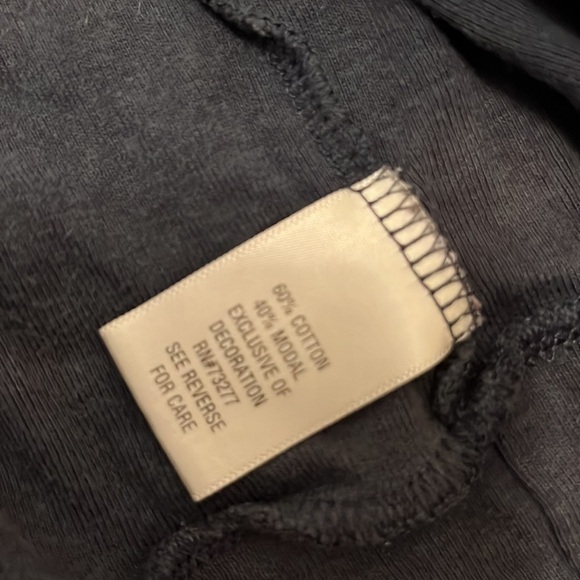 60% COTTON
40% MODAL
EXCLUSIVE OF
DECORATION
RN#73277
SEE REVERSE
FOR CARE